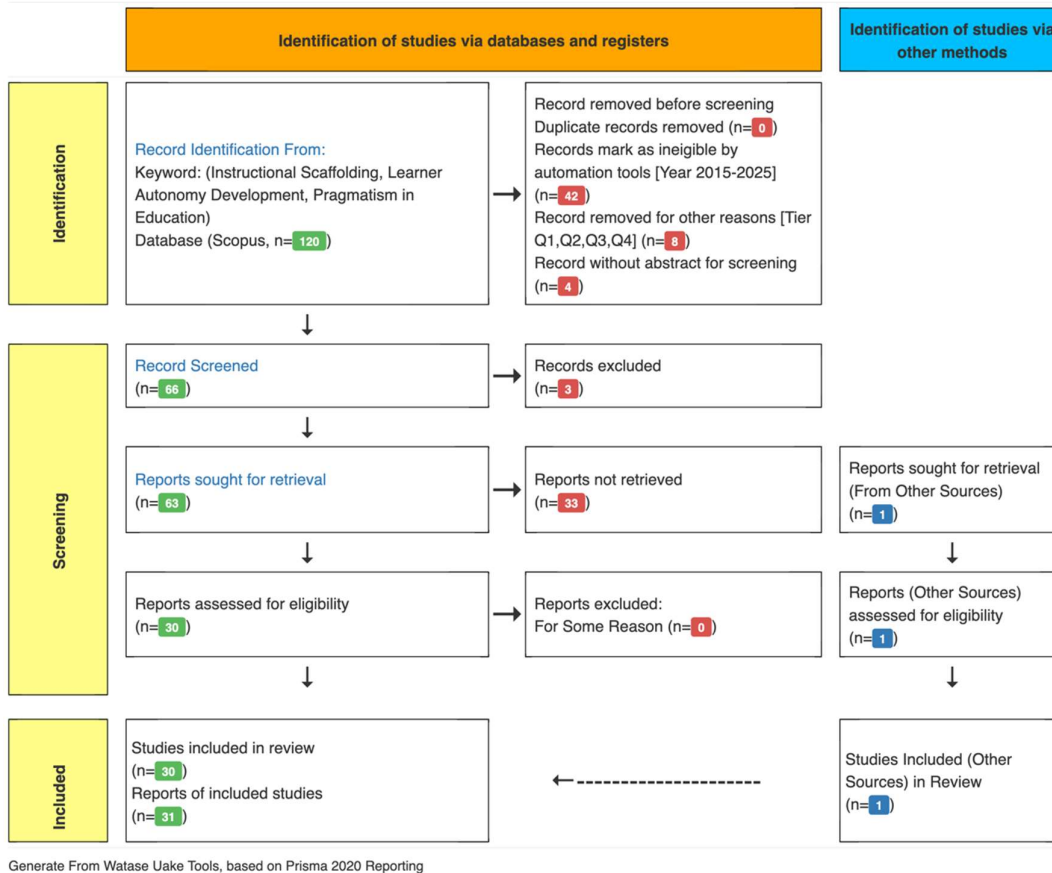 Identification of studies via databases and registers
Identification of studies via
other methods
Identification
Record Identification From:
Keyword: (Instructional Scaffolding, Learner
Autonomy Development, Pragmatism in
Education)
Database (Scopus, n= 120)
Record removed before screening
Duplicate records removed (n= 0)
Records mark as ineigible by
automation tools [Year 2015-2025]
(n= 42)
Record removed for other reasons [Tier
Q1,Q2,Q3,Q4] (n= 8)
Record without abstract for screening
(n= 4)
Screening
Record Screened
(n= 66)
Records excluded
(n= 3)
Reports sought for retrieval
(n= 63)
Reports not retrieved
(n= 33)
Reports sought for retrieval
(From Other Sources)
(n= 1)
Reports assessed for eligibility
(n= 30)
Reports excluded:
For Some Reason (n= 0)
Reports (Other Sources)
assessed for eligibility
(n= 1)
Included
Studies included in review
(n= 30)
Reports of included studies
(n= 31)
Studies Included (Other
Sources) in Review
(n= 1)
Generate From Watase Uake Tools, based on Prisma 2020 Reporting